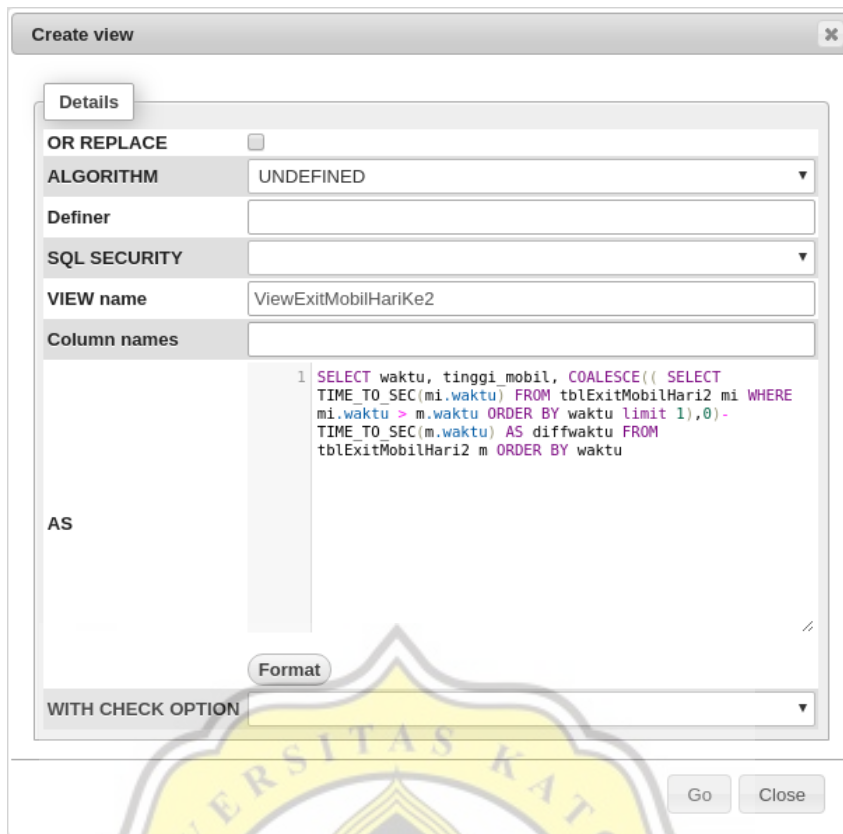 Create view
Details
OR REPLACE
ALGORITHM UNDEFINED
Definer
SQL SECURITY
VIEW name ViewExitMobilHariKe2
Column names
1 SELECT waktu, tinggi_mobil, COALESCE(( SELECT
TIME_TO_SEC(mi.waktu) FROM tblExitMobilHari2 mi WHERE
mi.waktu > m.waktu ORDER BY waktu limit 1),0)-
TIME_TO_SEC(m.waktu) AS diffwaktu FROM
tblExitMobilHari2 m ORDER BY waktu
AS
Format
WITH CHECK OPTION
ERSITAS KATO
Go Close